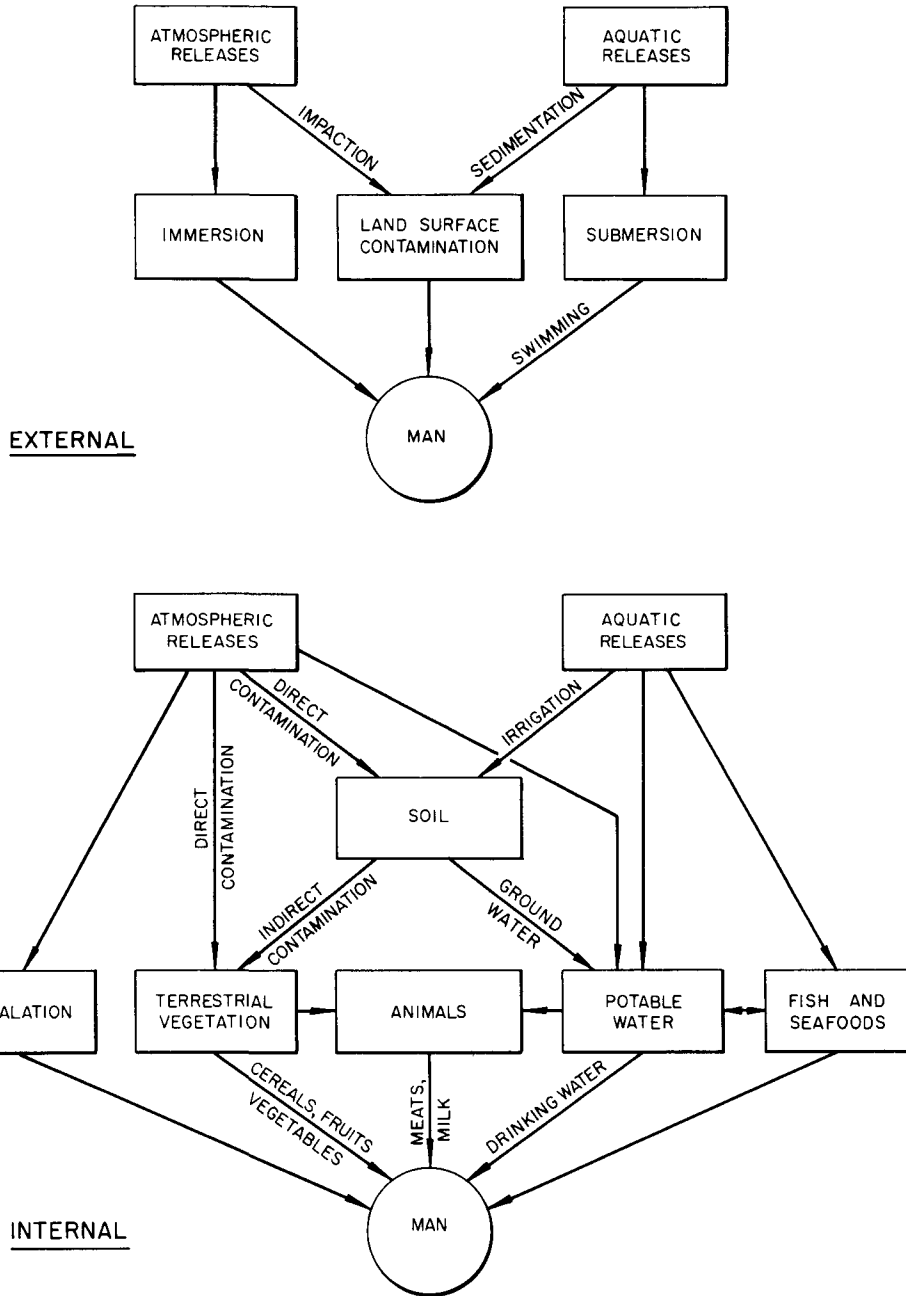 ATMOSPHERIC
RELEASES
AQUATIC
RELEASES
IMPACTION
SEDIMENTATION
IMMERSION
LAND SURFACE
CONTAMINATION
SUBMERSION
SWIMMING
MAN
EXTERNAL
ATMOSPHERIC
RELEASES
AQUATIC
RELEASES
DIRECT
CONTAMINATION
IRRIGATION
DIRECT
CONTAMINATION
SOIL
INDIRECT
CONTAMINATION
GROUND
WATER
ALATION
TERRESTRIAL
VEGETATION
ANIMALS
POTABLE
WATER
FISH AND
SEAFOODS
CEREALS, FRUITS
VEGETABLES
MEATS,
MILK
DRINKING WATER
MAN
INTERNAL